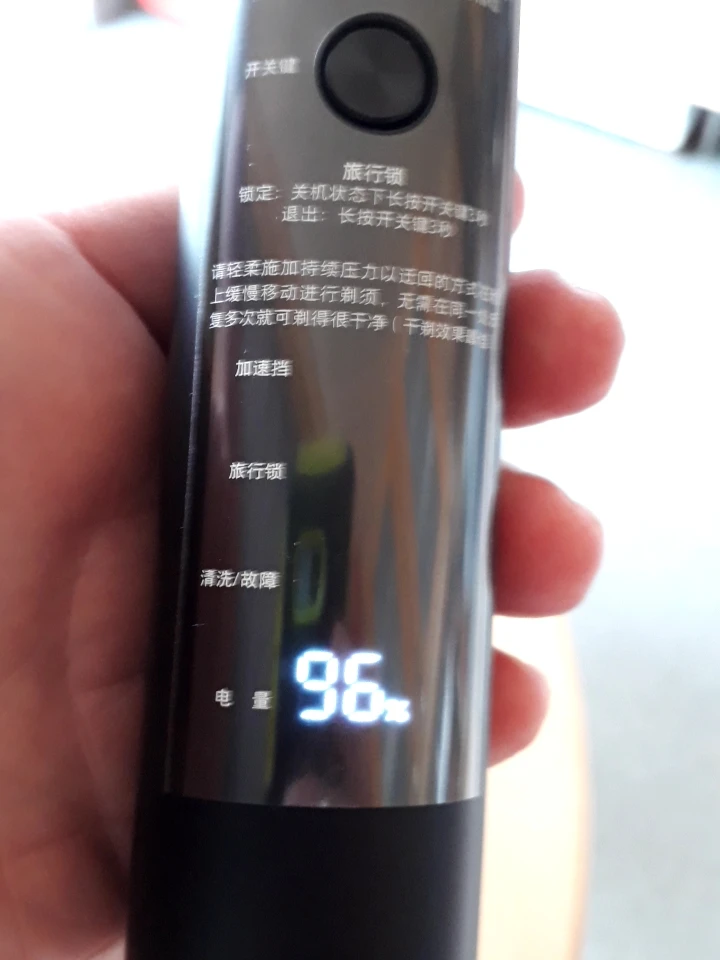 开关键
旅行锁
锁定：关机状态下长按开关键3秒
退出：长按开关键3秒
请轻柔施加持续压力以迂回的方式在
上缓慢移动进行剃须，无需在同一
复多次就可剃得很干净（干剃效果
加速挡
旅行锁
清洗/故障
电 量 96%